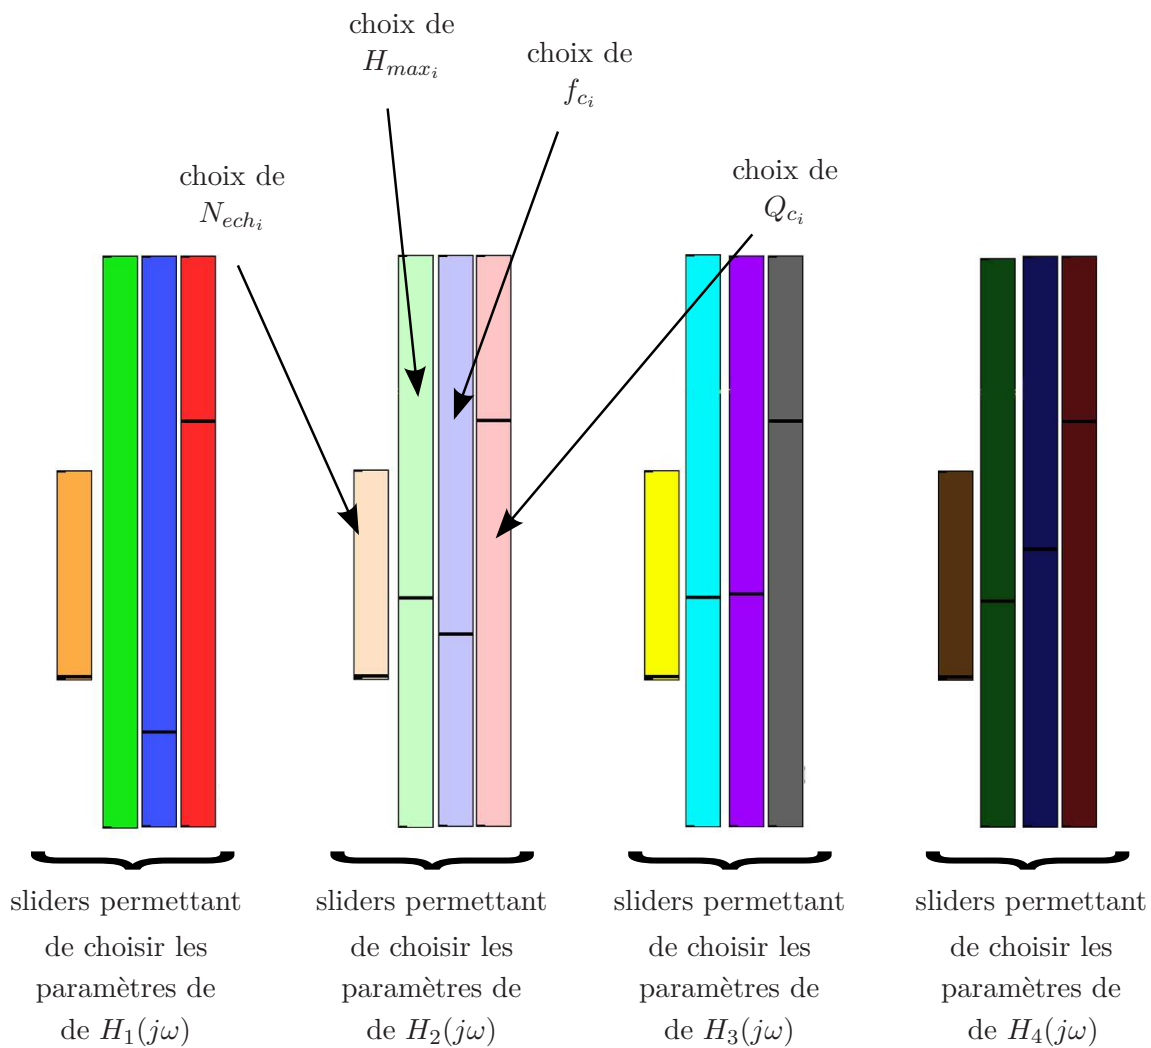 choix de
$H_{max_i}$
choix de
$f_{c_i}$
choix de
$N_{ech_i}$
choix de
$Q_{c_i}$
sliders permettant
de choisir les
paramètres de
de $H_1(j\omega)$
sliders permettant
de choisir les
paramètres de
de $H_2(j\omega)$
sliders permettant
de choisir les
paramètres de
de $H_3(j\omega)$
sliders permettant
de choisir les
paramètres de
de $H_4(j\omega)$